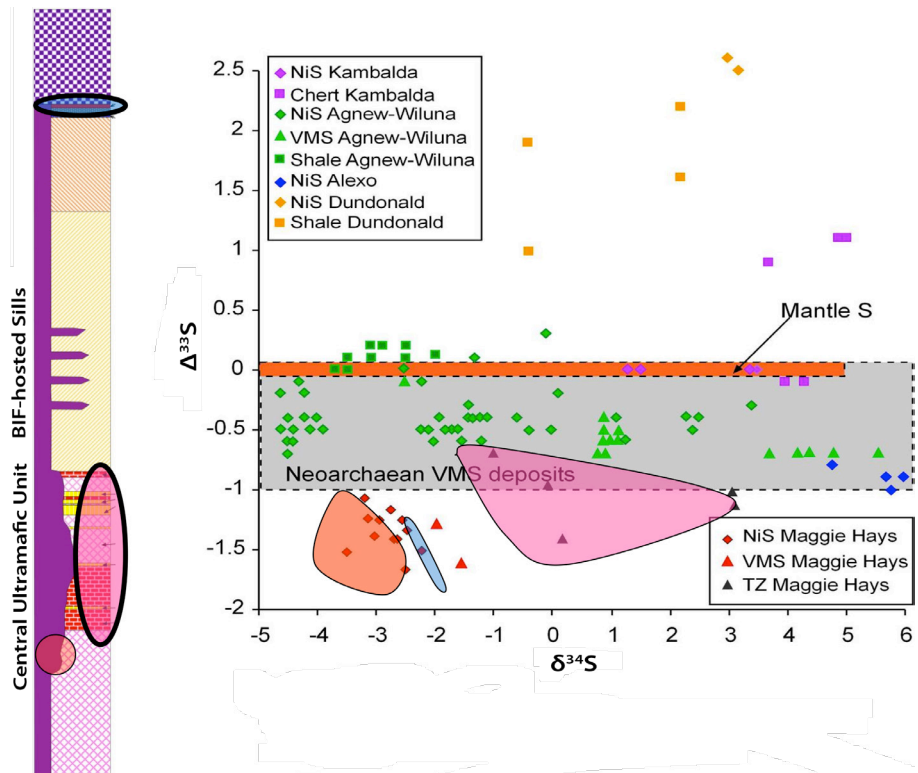 BIF-hosted Sills
Central Ultramafic Unit
Δ³³S
2.5
2
1.5
1
0.5
0
-0.5
-1
-1.5
-2
NiS Kambalda
Chert Kambalda
NiS Agnew-Wiluna
VMS Agnew-Wiluna
Shale Agnew-Wiluna
NiS Alexo
NiS Dundonald
Shale Dundonald
Mantle S
Neoarchaean VMS deposits
NiS Maggie Hays
VMS Maggie Hays
TZ Maggie Hays
-5 -4 -3 -2 -1 0 1 2 3 4 5 6
δ³⁴S